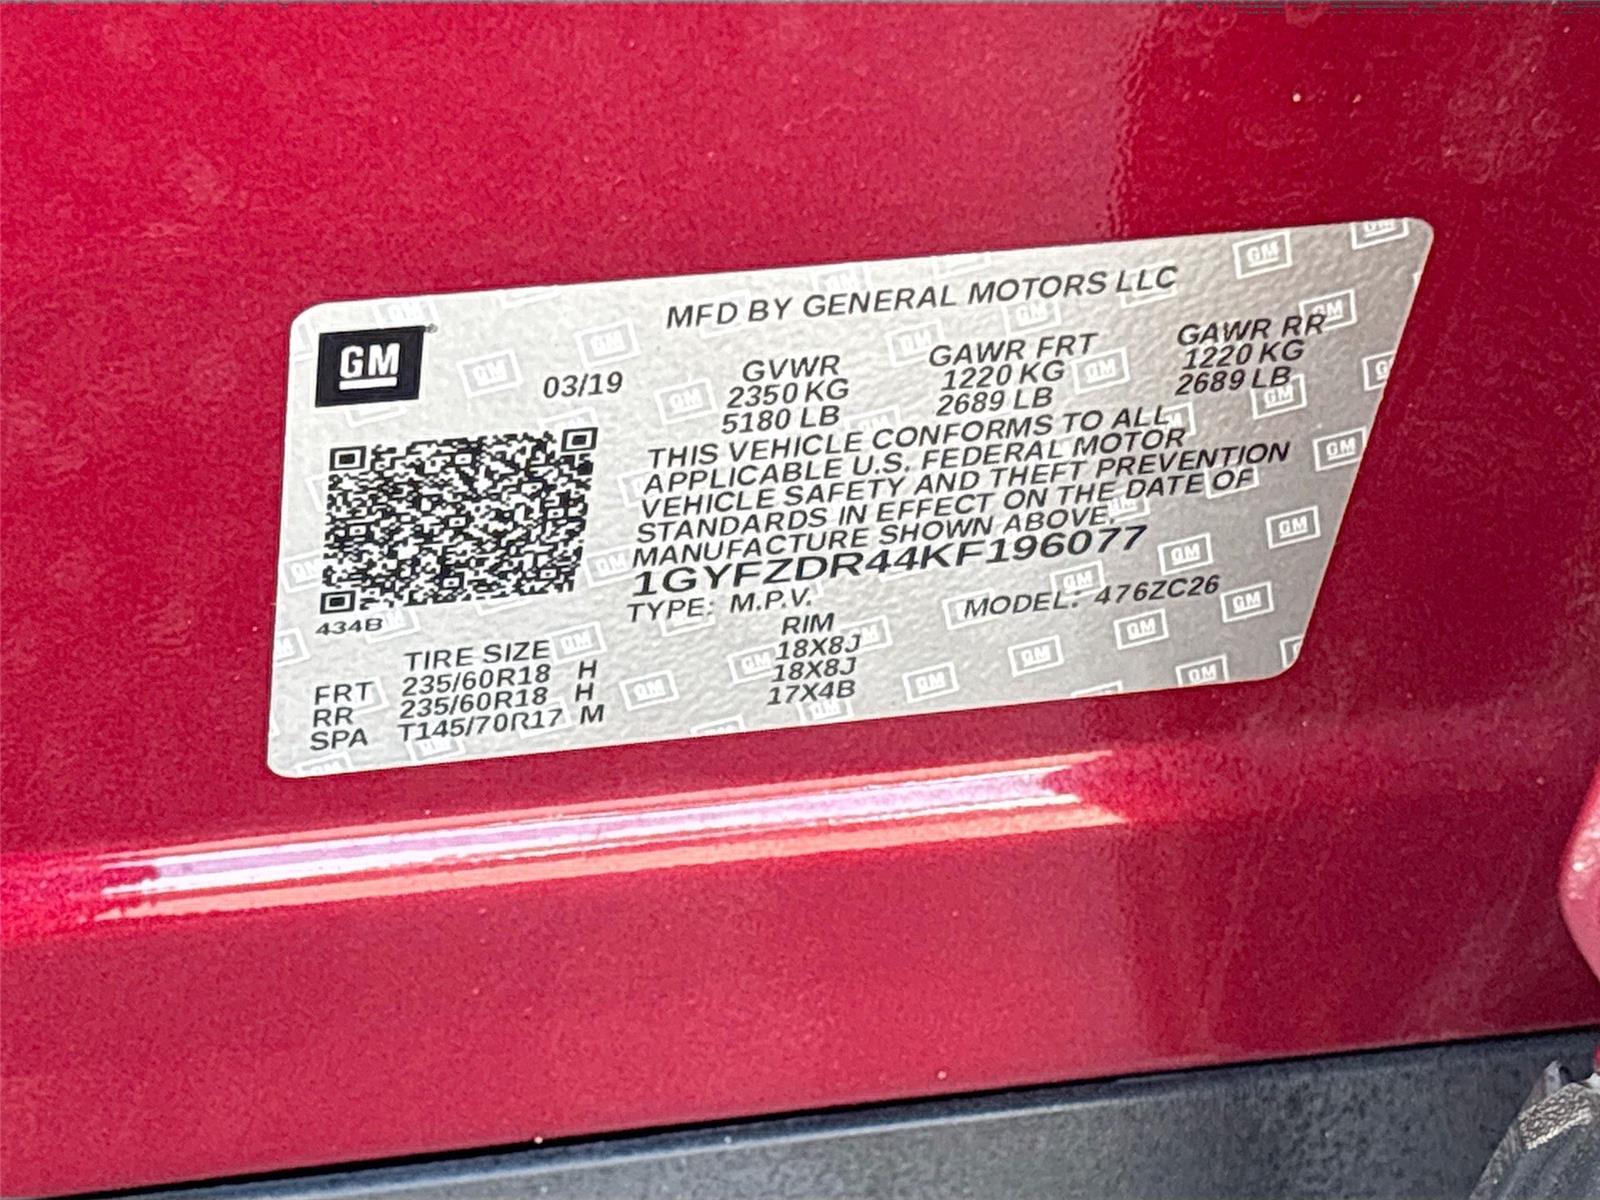 MFD BY GENERAL MOTORS LLC
GM
03/19
GVWR GAWR FRT GAWR RR
2350 KG 1220 KG 1220 KG
5180 LB 2689 LB 2689 LB
THIS VEHICLE CONFORMS TO ALL
APPLICABLE U.S. FEDERAL MOTOR
VEHICLE SAFETY AND THEFT PREVENTION
STANDARDS IN EFFECT ON THE DATE OF
MANUFACTURE SHOWN ABOVE.
1GYFZDR44KF196077
TYPE: M.P.V. MODEL: 476ZC26
434B
TIRE SIZE RIM
FRT 235/60R18 H 18X8J
RR 235/60R18 H 18X8J
SPA T145/70R17 M 17X4B